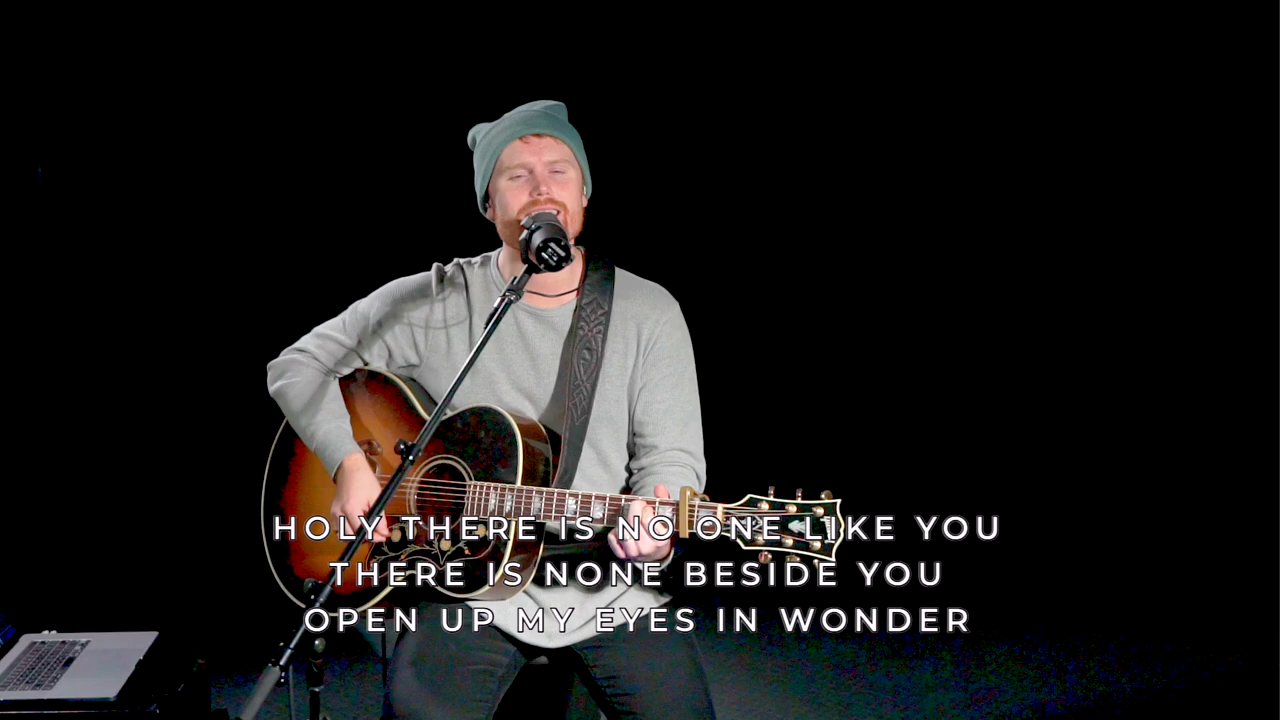 HOLY THERE IS NO ONE LIKE YOU
THERE IS NONE BESIDE YOU
OPEN UP MY EYES IN WONDER